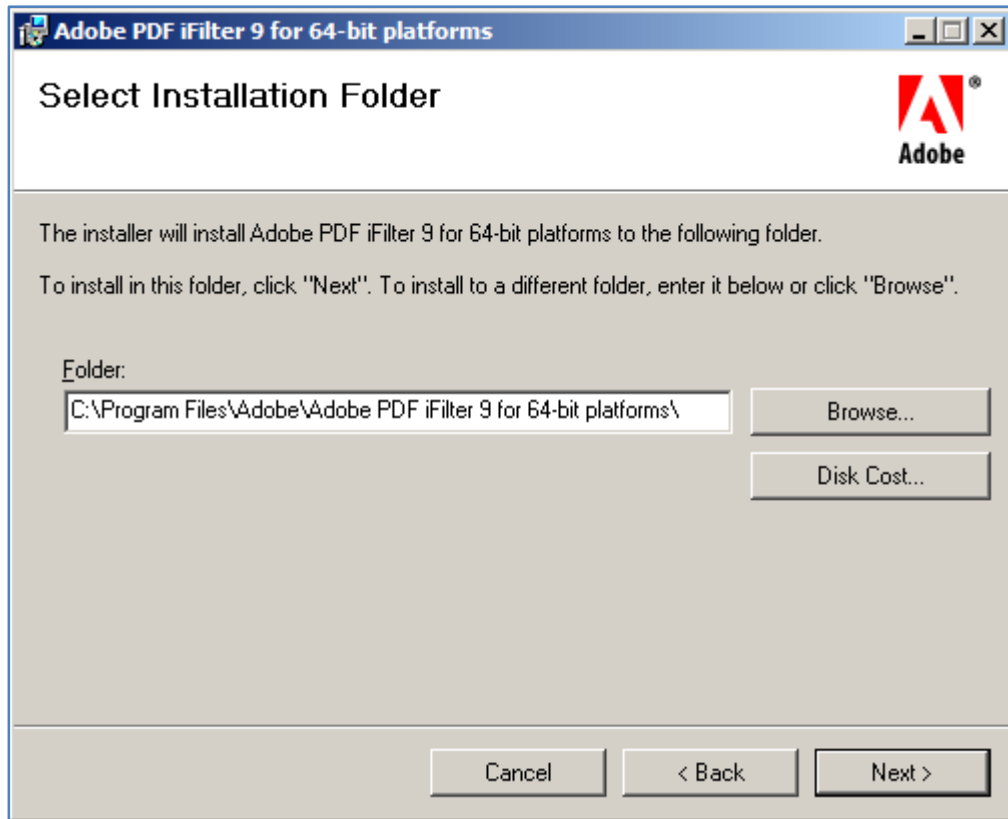 Adobe PDF iFilter 9 for 64-bit platforms
Select Installation Folder
®
Adobe
The installer will install Adobe PDF iFilter 9 for 64-bit platforms to the following folder.
To install in this folder, click "Next". To install to a different folder, enter it below or click "Browse".
Folder:
C:\Program Files\Adobe\Adobe PDF iFilter 9 for 64-bit platforms\
Browse...
Disk Cost...
Cancel
< Back
Next >